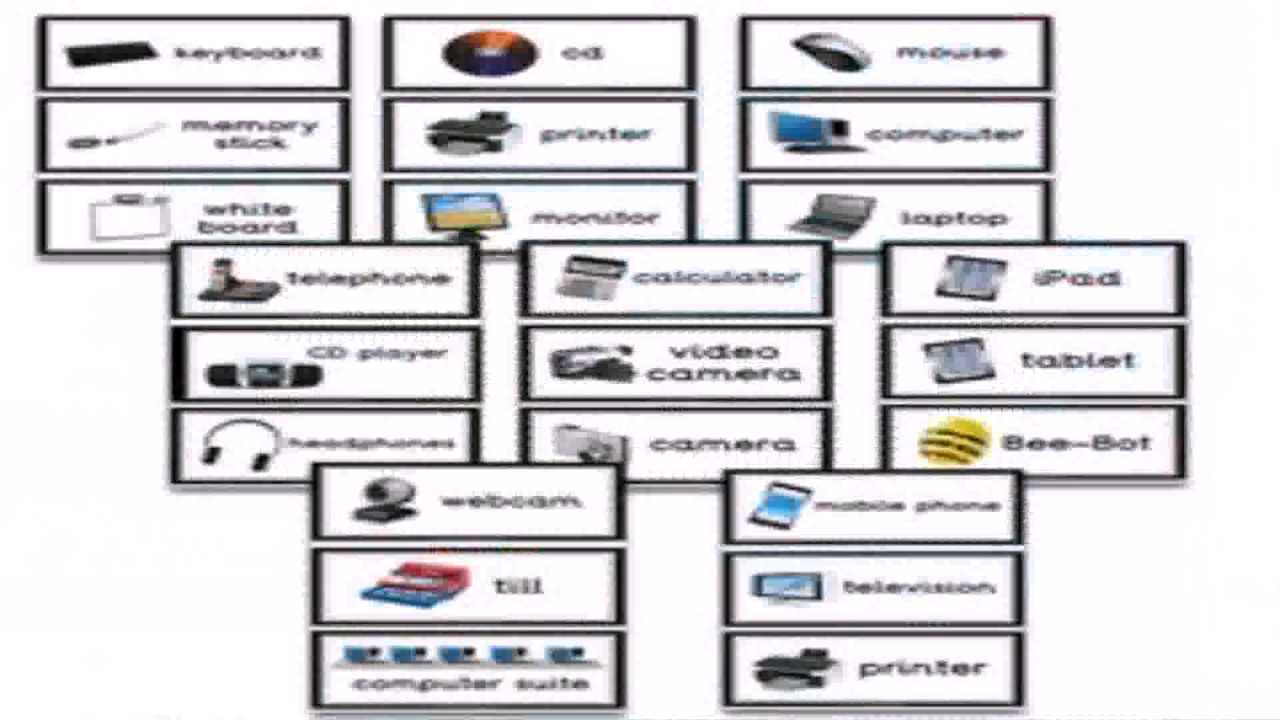 keyboard
cd
mouse
memory
stick
printer
computer
white
board
monitor
laptop
telephone
calculator
iPad
CD player
video
camera
tablet
headphones
camera
Bee-Bot
webcam
mobile phone
till
television
computer suite
printer